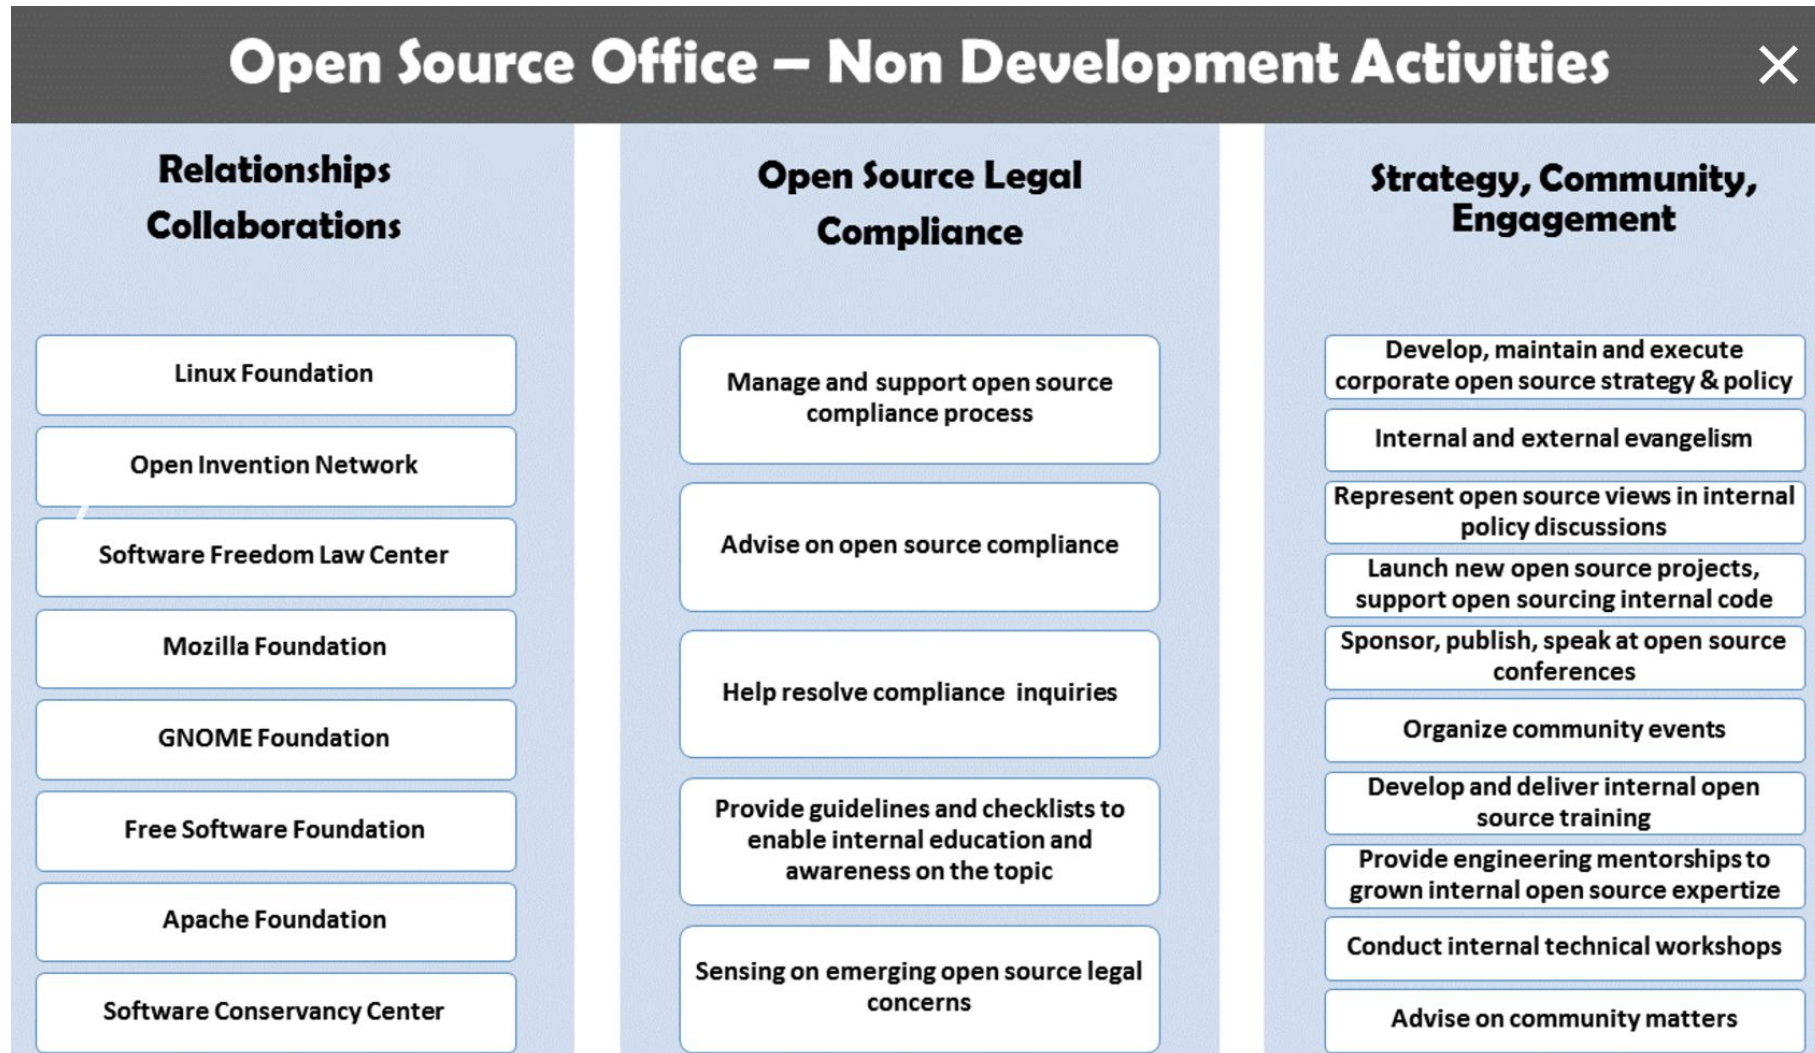 Open Source Office – Non Development Activities
Relationships
Collaborations
Linux Foundation
Open Invention Network
Software Freedom Law Center
Mozilla Foundation
GNOME Foundation
Free Software Foundation
Apache Foundation
Software Conservancy Center
Open Source Legal
Compliance
Manage and support open source
compliance process
Advise on open source compliance
Help resolve compliance inquiries
Provide guidelines and checklists to
enable internal education and
awareness on the topic
Sensing on emerging open source legal
concerns
Strategy, Community,
Engagement
Develop, maintain and execute
corporate open source strategy & policy
Internal and external evangelism
Represent open source views in internal
policy discussions
Launch new open source projects,
support open sourcing internal code
Sponsor, publish, speak at open source
conferences
Organize community events
Develop and deliver internal open
source training
Provide engineering mentorships to
grown internal open source expertize
Conduct internal technical workshops
Advise on community matters